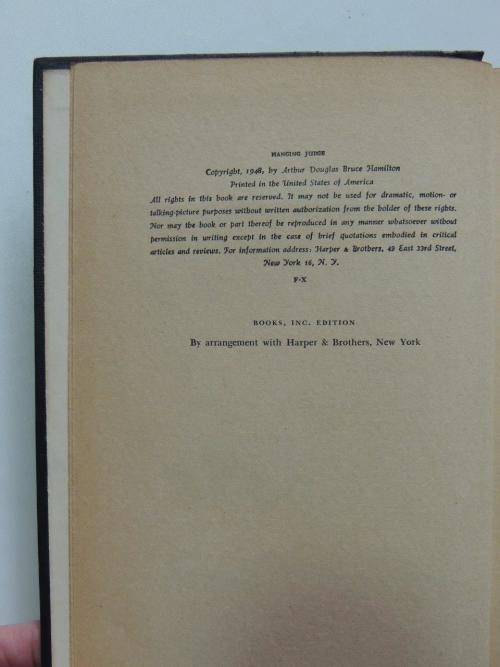 HANGING JUDGE
Copyright, 1948, by Arthur Douglas Bruce Hamilton
Printed in the United States of America
All rights in this book are reserved. It may not be used for dramatic, motion- or
talking-picture purposes without written authorization from the holder of these rights.
Nor may the book or part thereof be reproduced in any manner whatsoever without
permission in writing except in the case of brief quotations embodied in critical
articles and reviews. For information address: Harper & Brothers, 49 East 33rd Street,
New York 16, N. Y.
F-X
BOOKS, INC. EDITION
By arrangement with Harper & Brothers, New York